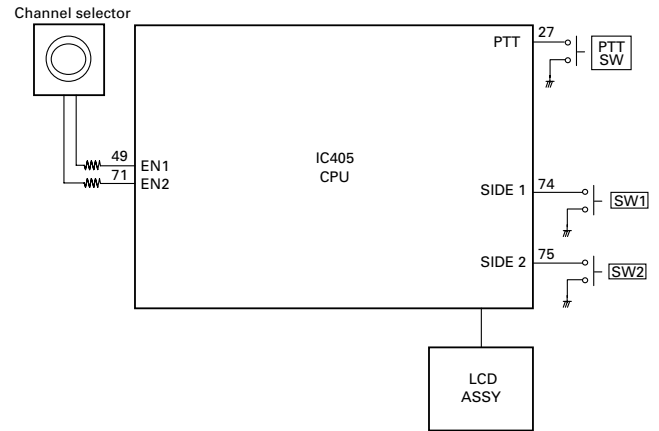 Channel selector
PTT
27
PTT
SW
49
EN1
71
EN2
IC405
CPU
SIDE 1
74
SW1
SIDE 2
75
SW2
LCD
ASSY